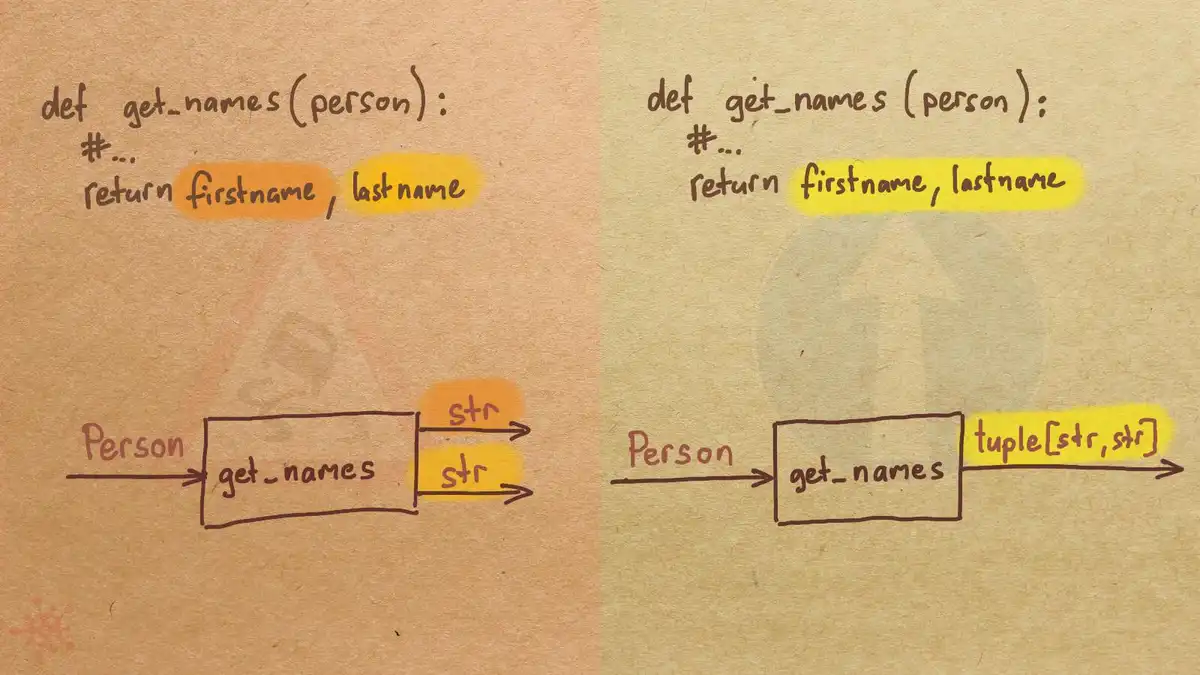 def get_names(person):
#...
return firstname, lastname
Person
str
str
get_names
def get_names(person):
#...
return firstname, lastname
Person
tuple[str,str]
get_names